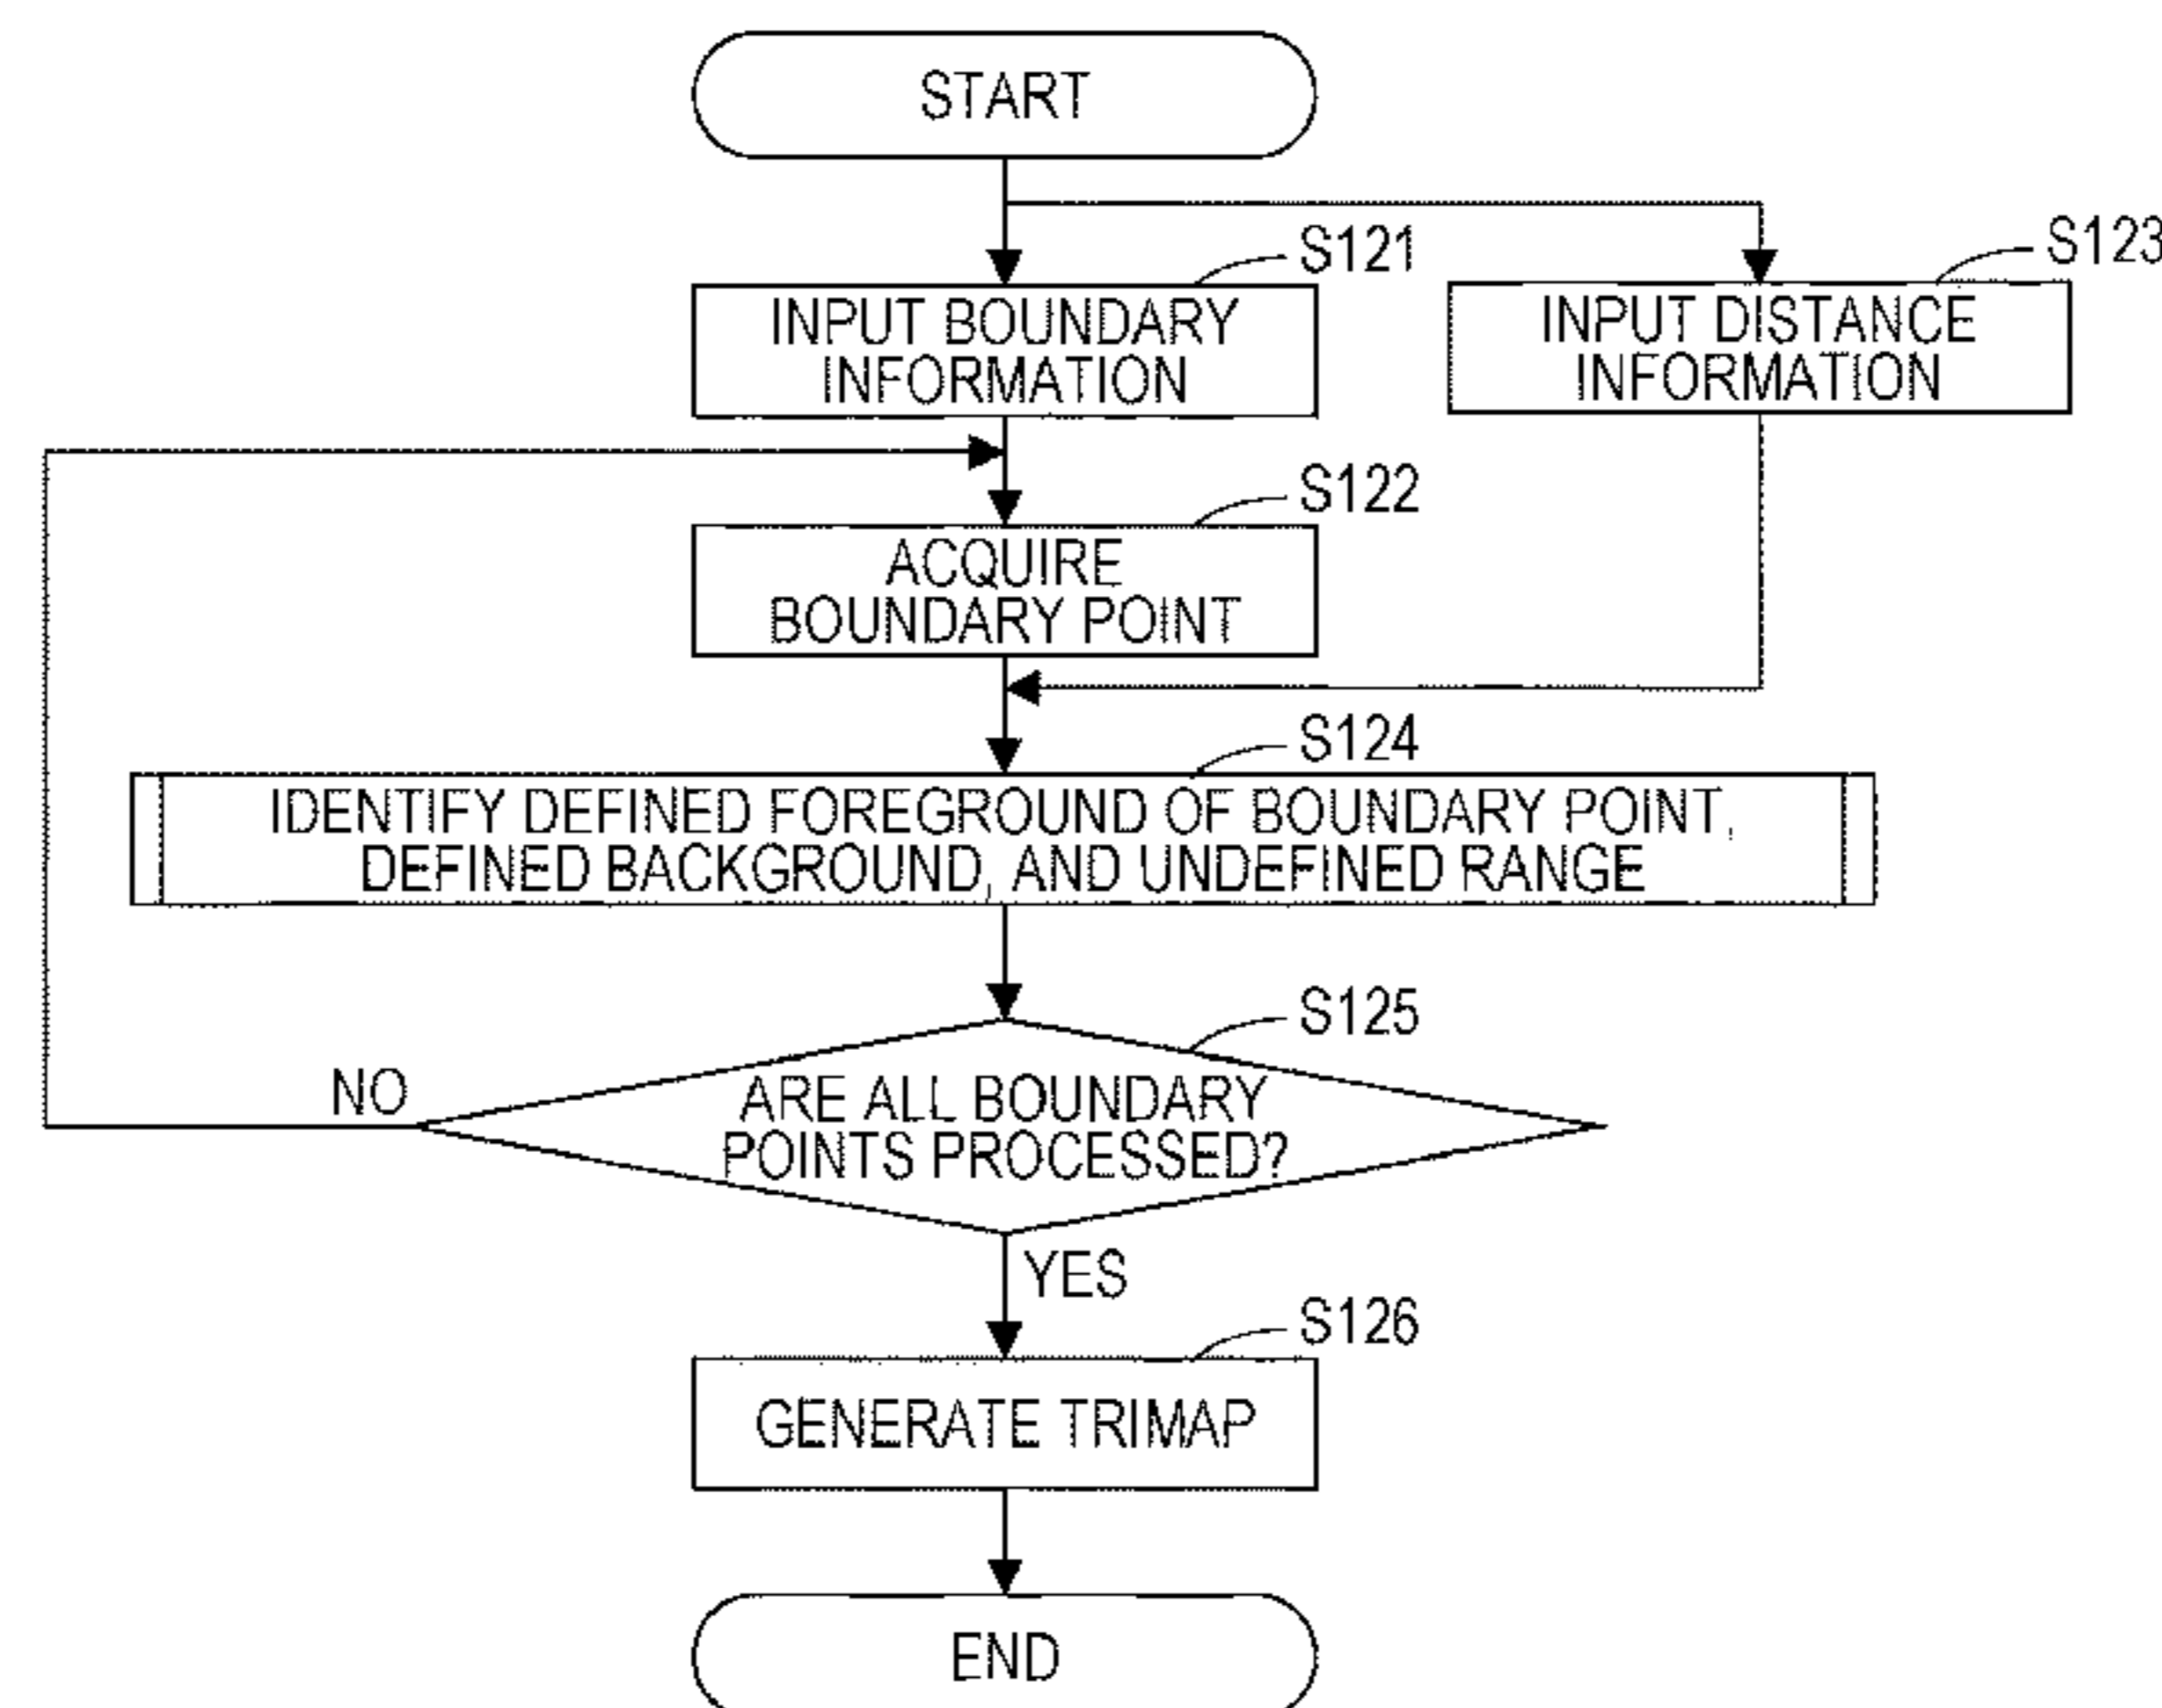 START
S121
INPUT BOUNDARY
INFORMATION
S123
INPUT DISTANCE
INFORMATION
S122
ACQUIRE
BOUNDARY POINT
S124
IDENTIFY DEFINED FOREGROUND OF BOUNDARY POINT,
DEFINED BACKGROUND, AND UNDEFINED RANGE
S125
ARE ALL BOUNDARY
POINTS PROCESSED?
NO
YES
S126
GENERATE TRIMAP
END